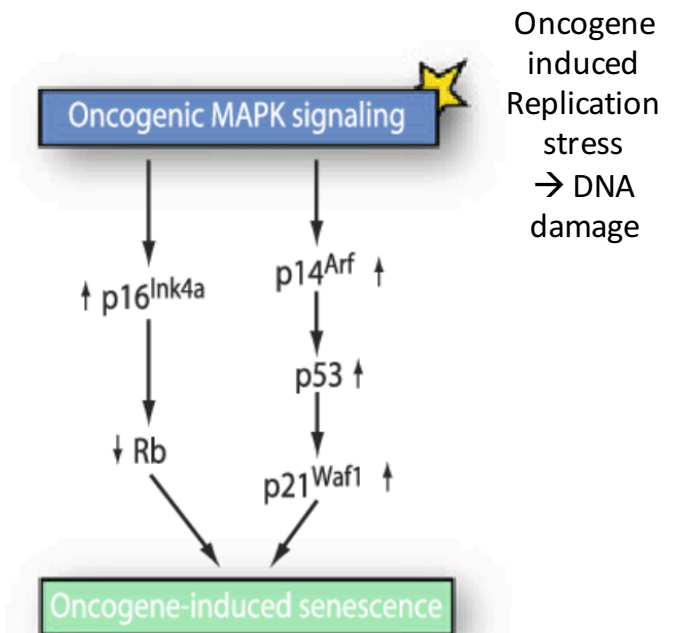 Oncogene
induced
Replication
stress
→ DNA
damage
Oncogenic MAPK signaling
↑ p16Ink4a
p14Arf ↑
p53 ↑
↓ Rb
p21Waf1 ↑
Oncogene-induced senescence